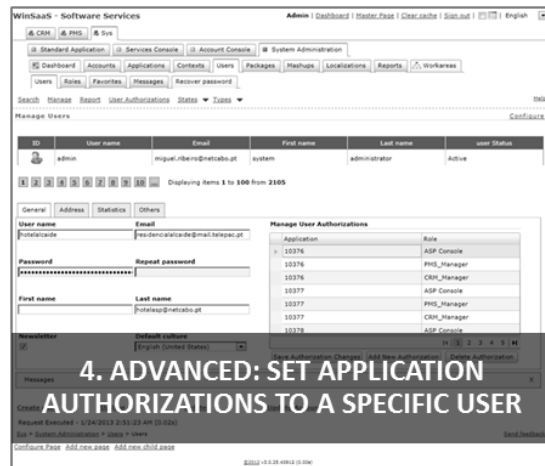 WinSaaS - Software Services
Admin | Dashboard | Master Page | Clear cache | Sign out | English
CRM PMS Sys
Standard Application Services Console Account Console System Administration
Dashboard Accounts Applications Contexts Users Packages Mashups Localizations Reports Workareas
Users Roles Favorites Messages Recover password
Search Manage Report User Authorizations States Types Help
Manage Users Configure
ID User name Email First name Last name user Status
admin miguel.ribeiro@netcabo.pt system administrator Active
1 2 3 4 5 6 7 8 9 10 ... Displaying items 1 to 100 from 2105
General Address Statistics Others
User name Email Manage User Authorizations
hotelalcaide residencialalcaide@mail.telepac.pt Application Role
10376 ASP Console
Password Repeat password 10376 PMS_Manager
10376 CRM_Manager
10377 ASP Console
First name Last name 10377 PMS_Manager
hotelasp@netcabo.pt 10377 CRM_Manager
10378 ASP Console
Newsletter Default culture
English (United States) 1 2 3 4 5
Save Authorization Changes Add New Authorization Delete Authorization
Messages X
4. ADVANCED: SET APPLICATION
AUTHORIZATIONS TO A SPECIFIC USER
Request Executed - 1/24/2013 2:51:23 AM (0.02s)
Sys » System Administration » Users » Users Send feedback
Configure Page Add new page Add new child page